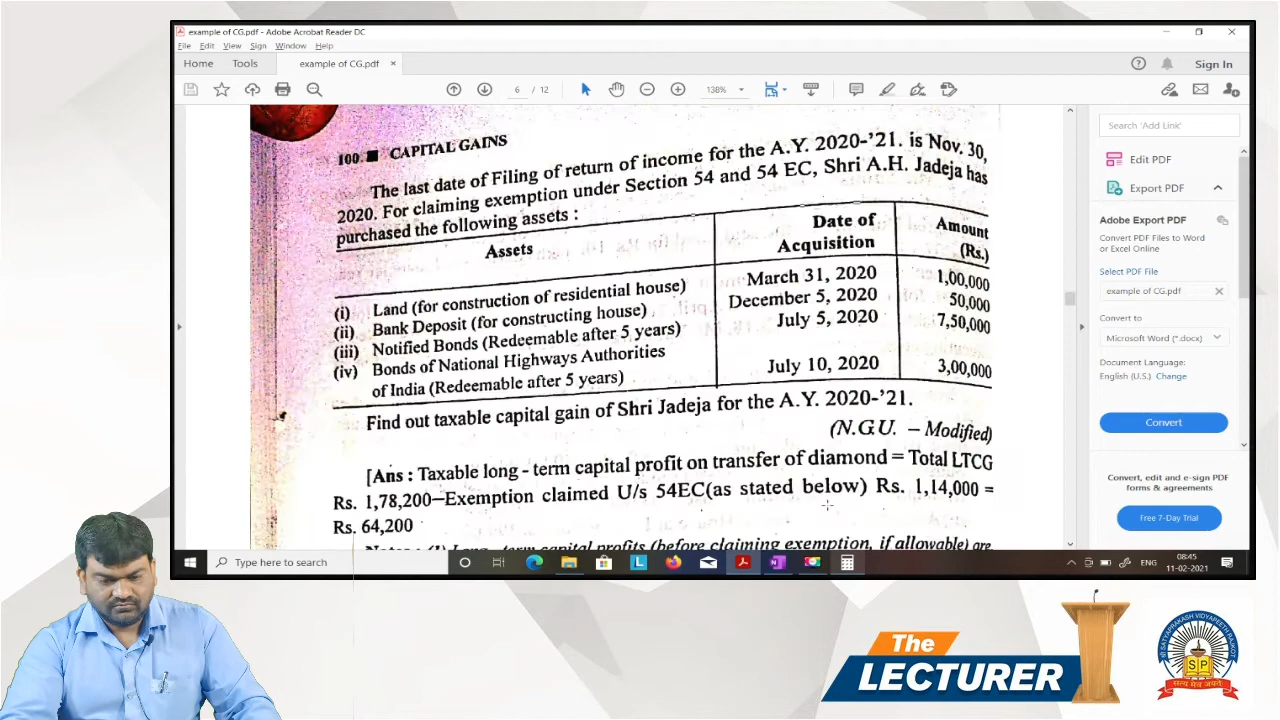 example of CG.pdf - Adobe Acrobat Reader DC
File Edit View Sign Window Help
Home Tools example of CG.pdf × Sign In
6 / 12 138%
100. ■ CAPITAL GAINS
The last date of Filing of return of income for the A.Y. 2020-'21. is Nov. 30,
2020. For claiming exemption under Section 54 and 54 EC, Shri A.H. Jadeja has
purchased the following assets :
Assets Date of Acquisition Amount (Rs.)
(i) Land (for construction of residential house) March 31, 2020 1,00,000
(ii) Bank Deposit (for constructing house) December 5, 2020 50,000
(iii) Notified Bonds (Redeemable after 5 years) July 5, 2020 7,50,000
(iv) Bonds of National Highways Authorities
of India (Redeemable after 5 years) July 10, 2020 3,00,000
Find out taxable capital gain of Shri Jadeja for the A.Y. 2020-'21.
(N.G.U. – Modified)
[Ans : Taxable long - term capital profit on transfer of diamond = Total LTCG
Rs. 1,78,200–Exemption claimed U/s 54EC(as stated below) Rs. 1,14,000 =
Rs. 64,200
Notes : (1) Long - term capital profits (before claiming exemption, if allowable) are
Search 'Add Link'
Edit PDF
Export PDF
Adobe Export PDF
Convert PDF Files to Word
or Excel Online
Select PDF File
example of CG.pdf ×
Convert to
Microsoft Word (*.docx)
Document Language:
English (U.S.) Change
Convert
Convert, edit and e-sign PDF
forms & agreements
Free 7-Day Trial
Type here to search
ENG
08:45
11-02-2021
The
LECTURER
SATYAPRAKASH VIDYAPEETH RAJKOT
SP
सत्य मेव जयते